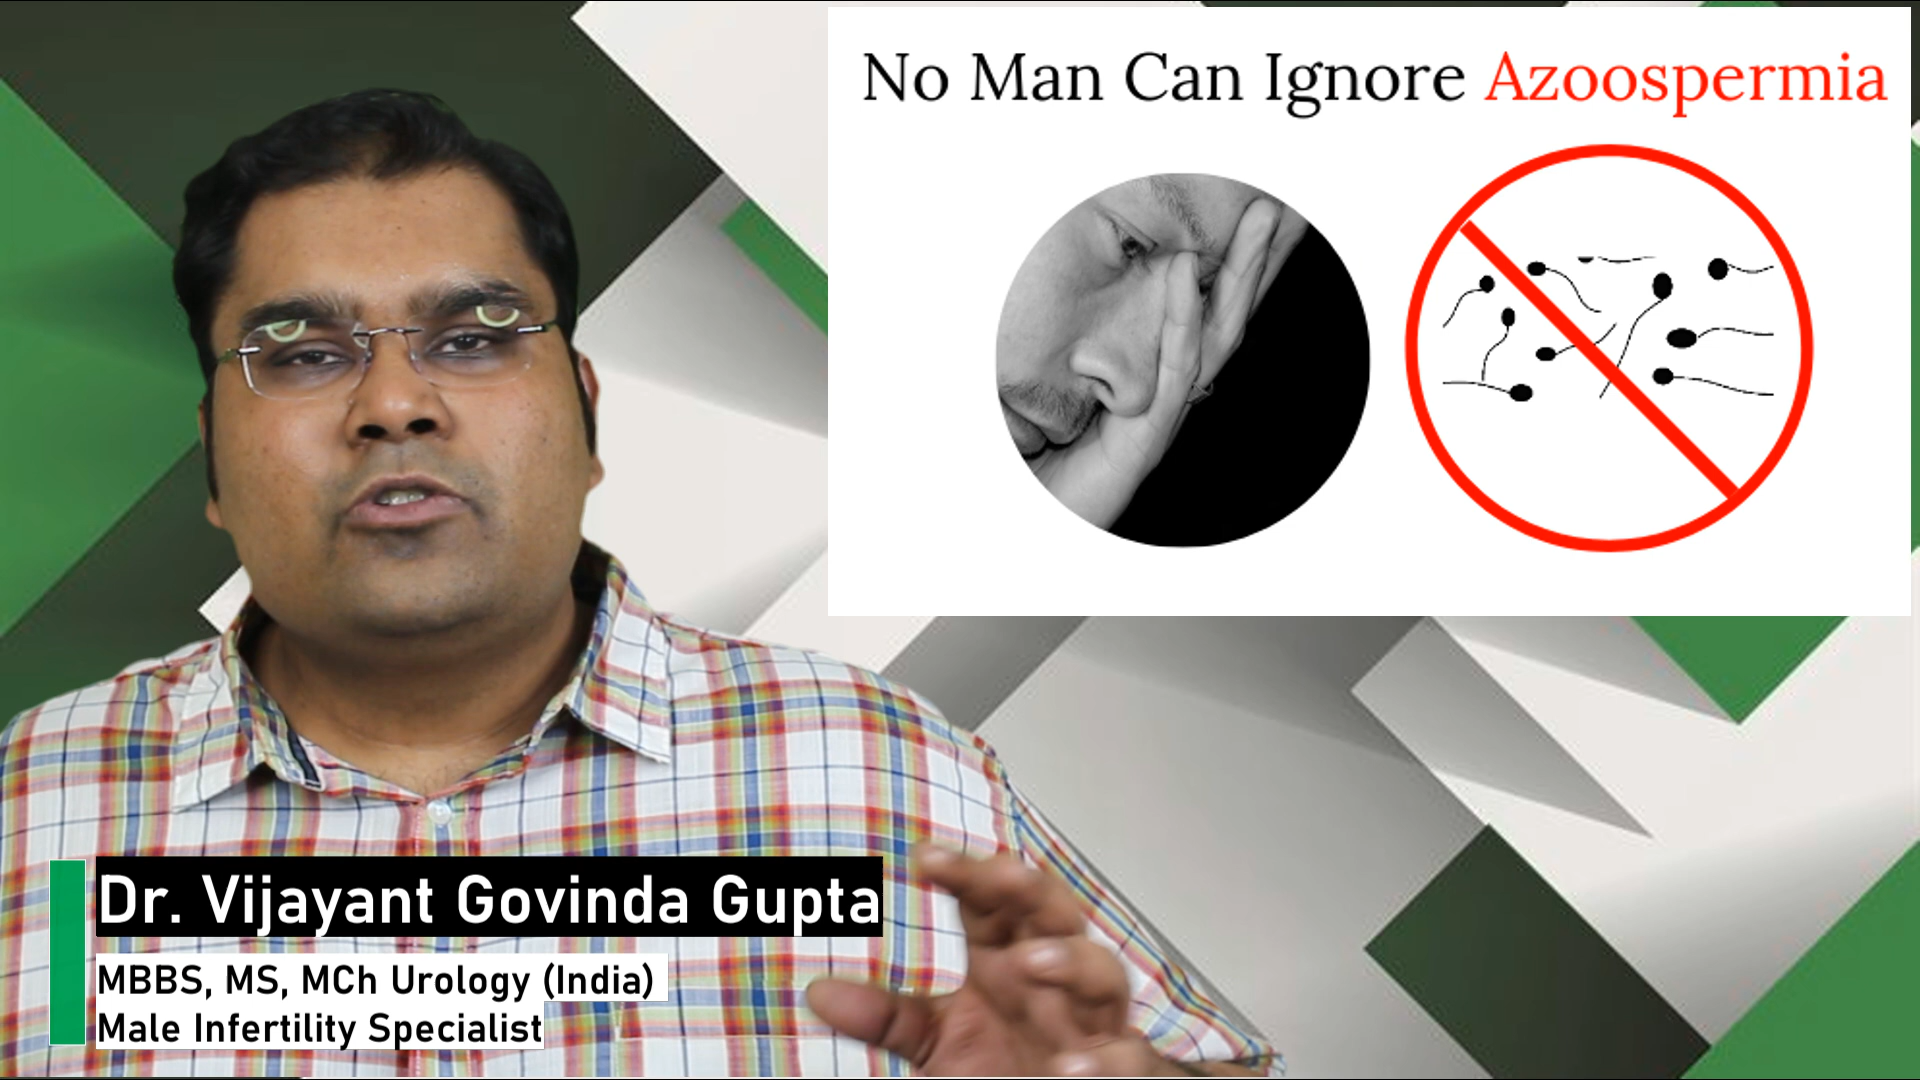 No Man Can Ignore Azoospermia
Dr. Vijayant Govinda Gupta
MBBS, MS, MCh Urology (India)
Male Infertility Specialist